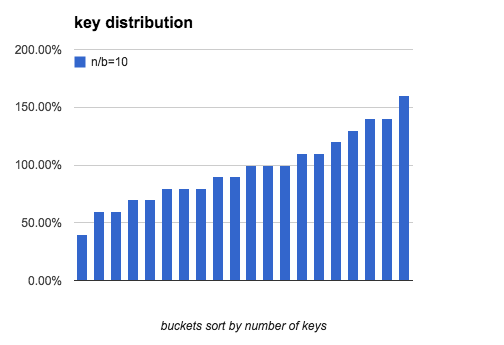 key distribution
200.00%
n/b=10
150.00%
100.00%
50.00%
0.00%
buckets sort by number of keys